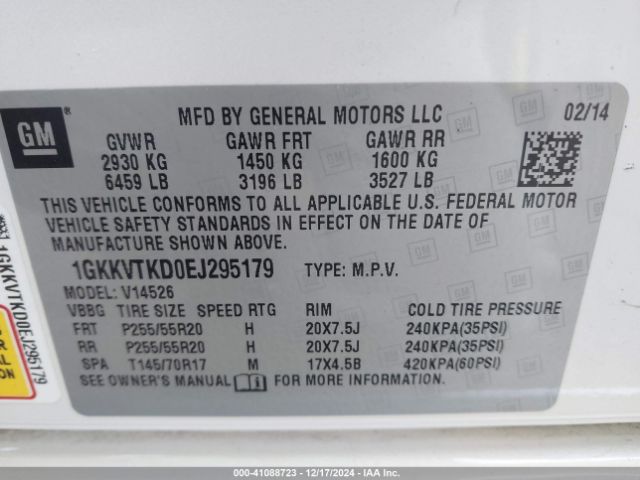 GM
MFD BY GENERAL MOTORS LLC 02/14
GVWR GAWR FRT GAWR RR
2930 KG 1450 KG 1600 KG
6459 LB 3196 LB 3527 LB
THIS VEHICLE CONFORMS TO ALL APPLICABLE U.S. FEDERAL MOTOR
VEHICLE SAFETY STANDARDS IN EFFECT ON THE DATE OF
MANUFACTURE SHOWN ABOVE.
1GKKVTKD0EJ295179 TYPE: M.P.V.
MODEL: V14526
VBBG TIRE SIZE SPEED RTG RIM COLD TIRE PRESSURE
FRT P255/55R20 H 20X7.5J 240KPA(35PSI)
RR P255/55R20 H 20X7.5J 240KPA(35PSI)
SPA T145/70R17 M 17X4.5B 420KPA(60PSI)
SEE OWNER'S MANUAL FOR MORE INFORMATION
1GKKVTKD0EJ295179
000-41088723 - 12/17/2024 - IAA Inc.